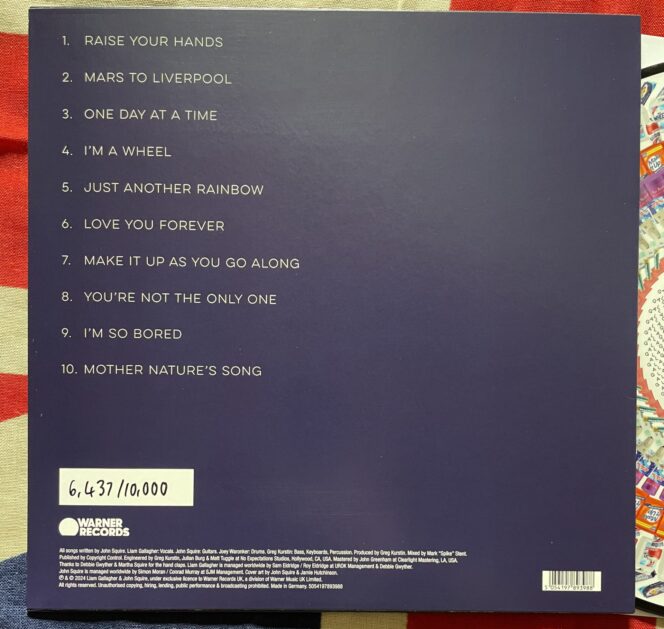 1. RAISE YOUR HANDS
2. MARS TO LIVERPOOL
3. ONE DAY AT A TIME
4. I'M A WHEEL
5. JUST ANOTHER RAINBOW
6. LOVE YOU FOREVER
7. MAKE IT UP AS YOU GO ALONG
8. YOU'RE NOT THE ONLY ONE
9. I'M SO BORED
10. MOTHER NATURE'S SONG
6,437/10,000
WARNER
RECORDS
All songs written by John Squire. Liam Gallagher: Vocals. John Squire: Guitars. Joey Waronker: Drums. Greg Kurstin: Bass, Keyboards, Percussion. Produced by Greg Kurstin. Mixed by Mark "Spike" Stent.
Published by Copyright Control. Engineered by Greg Kurstin, Julian Burg & Matt Tuggle at No Expectations Studios, Hollywood, CA, USA. Mastered by John Greenham at Clearlight Mastering, LA, USA.
Thanks to Debbie Gwyther & Martha Squire for the hand claps. Liam Gallagher is managed worldwide by Sam Eldridge / Roy Eldridge at UROK Management & Debbie Gwyther.
John Squire is managed worldwide by Simon Moran / Conrad Murray at SJM Management. Cover art by John Squire & Jamie Hutchinson.
℗ & © 2024 Liam Gallagher & John Squire, under exclusive licence to Warner Records UK, a division of Warner Music UK Limited.
All rights reserved. Unauthorised copying, hiring, lending, public performance & broadcasting prohibited. Made in Germany. 5054197893988
5 054197 893988